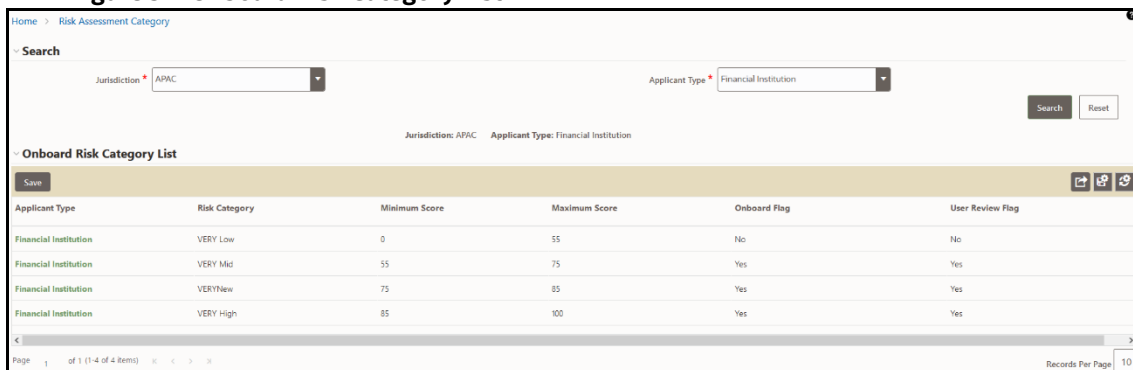 Home > Risk Assessment Category
Search
Jurisdiction * APAC Applicant Type * Financial Institution
Search Reset
Jurisdiction: APAC Applicant Type: Financial Institution
Onboard Risk Category List
Save
Applicant Type Risk Category Minimum Score Maximum Score Onboard Flag User Review Flag
Financial Institution VERY Low 0 55 No No
Financial Institution VERY Mid 55 75 Yes Yes
Financial Institution VERYNew 75 85 Yes Yes
Financial Institution VERY High 85 100 Yes Yes
Page 1 of 1 (1-4 of 4 items) Records Per Page 10